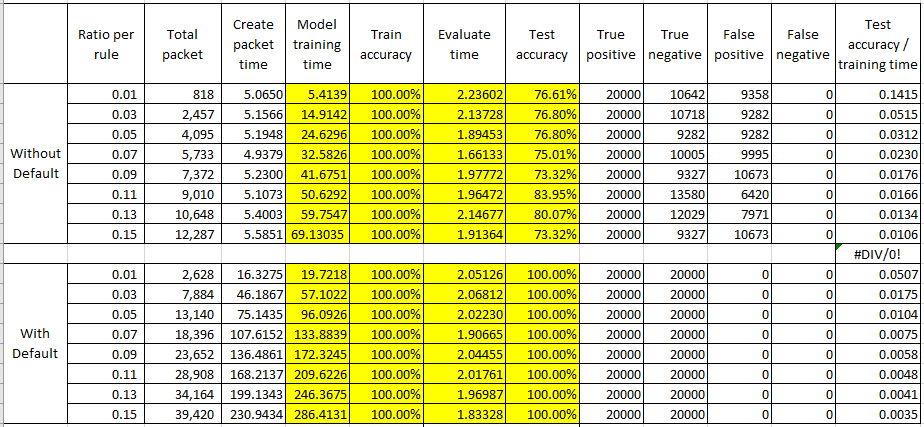 Ratio per rule Total packet Create packet time Model training time Train accuracy Evaluate time Test accuracy True positive True negative False positive False negative Test accuracy / training time
Without Default
0.01 818 5.0650 5.4139 100.00% 2.23602 76.61% 20000 10642 9358 0 0.1415
0.03 2,457 5.1566 14.9142 100.00% 2.13728 76.80% 20000 10718 9282 0 0.0515
0.05 4,095 5.1948 24.6296 100.00% 1.89453 76.80% 20000 9282 9282 0 0.0312
0.07 5,733 4.9379 32.5826 100.00% 1.66133 75.01% 20000 10005 9995 0 0.0230
0.09 7,372 5.2300 41.6751 100.00% 1.97772 73.32% 20000 9327 10673 0 0.0176
0.11 9,010 5.1073 50.6292 100.00% 1.96472 83.95% 20000 13580 6420 0 0.0166
0.13 10,648 5.4003 59.7547 100.00% 2.14677 80.07% 20000 12029 7971 0 0.0134
0.15 12,287 5.5851 69.13035 100.00% 1.91364 73.32% 20000 9327 10673 0 0.0106
#DIV/0!
With Default
0.01 2,628 16.3275 19.7218 100.00% 2.05126 100.00% 20000 20000 0 0 0.0507
0.03 7,884 46.1867 57.1022 100.00% 2.06812 100.00% 20000 20000 0 0 0.0175
0.05 13,140 75.1435 96.0926 100.00% 2.02230 100.00% 20000 20000 0 0 0.0104
0.07 18,396 107.6152 133.8839 100.00% 1.90665 100.00% 20000 20000 0 0 0.0075
0.09 23,652 136.4861 172.3245 100.00% 2.04455 100.00% 20000 20000 0 0 0.0058
0.11 28,908 168.2137 209.6226 100.00% 2.01761 100.00% 20000 20000 0 0 0.0048
0.13 34,164 199.1343 246.3675 100.00% 1.96987 100.00% 20000 20000 0 0 0.0041
0.15 39,420 230.9434 286.4131 100.00% 1.83328 100.00% 20000 20000 0 0 0.0035